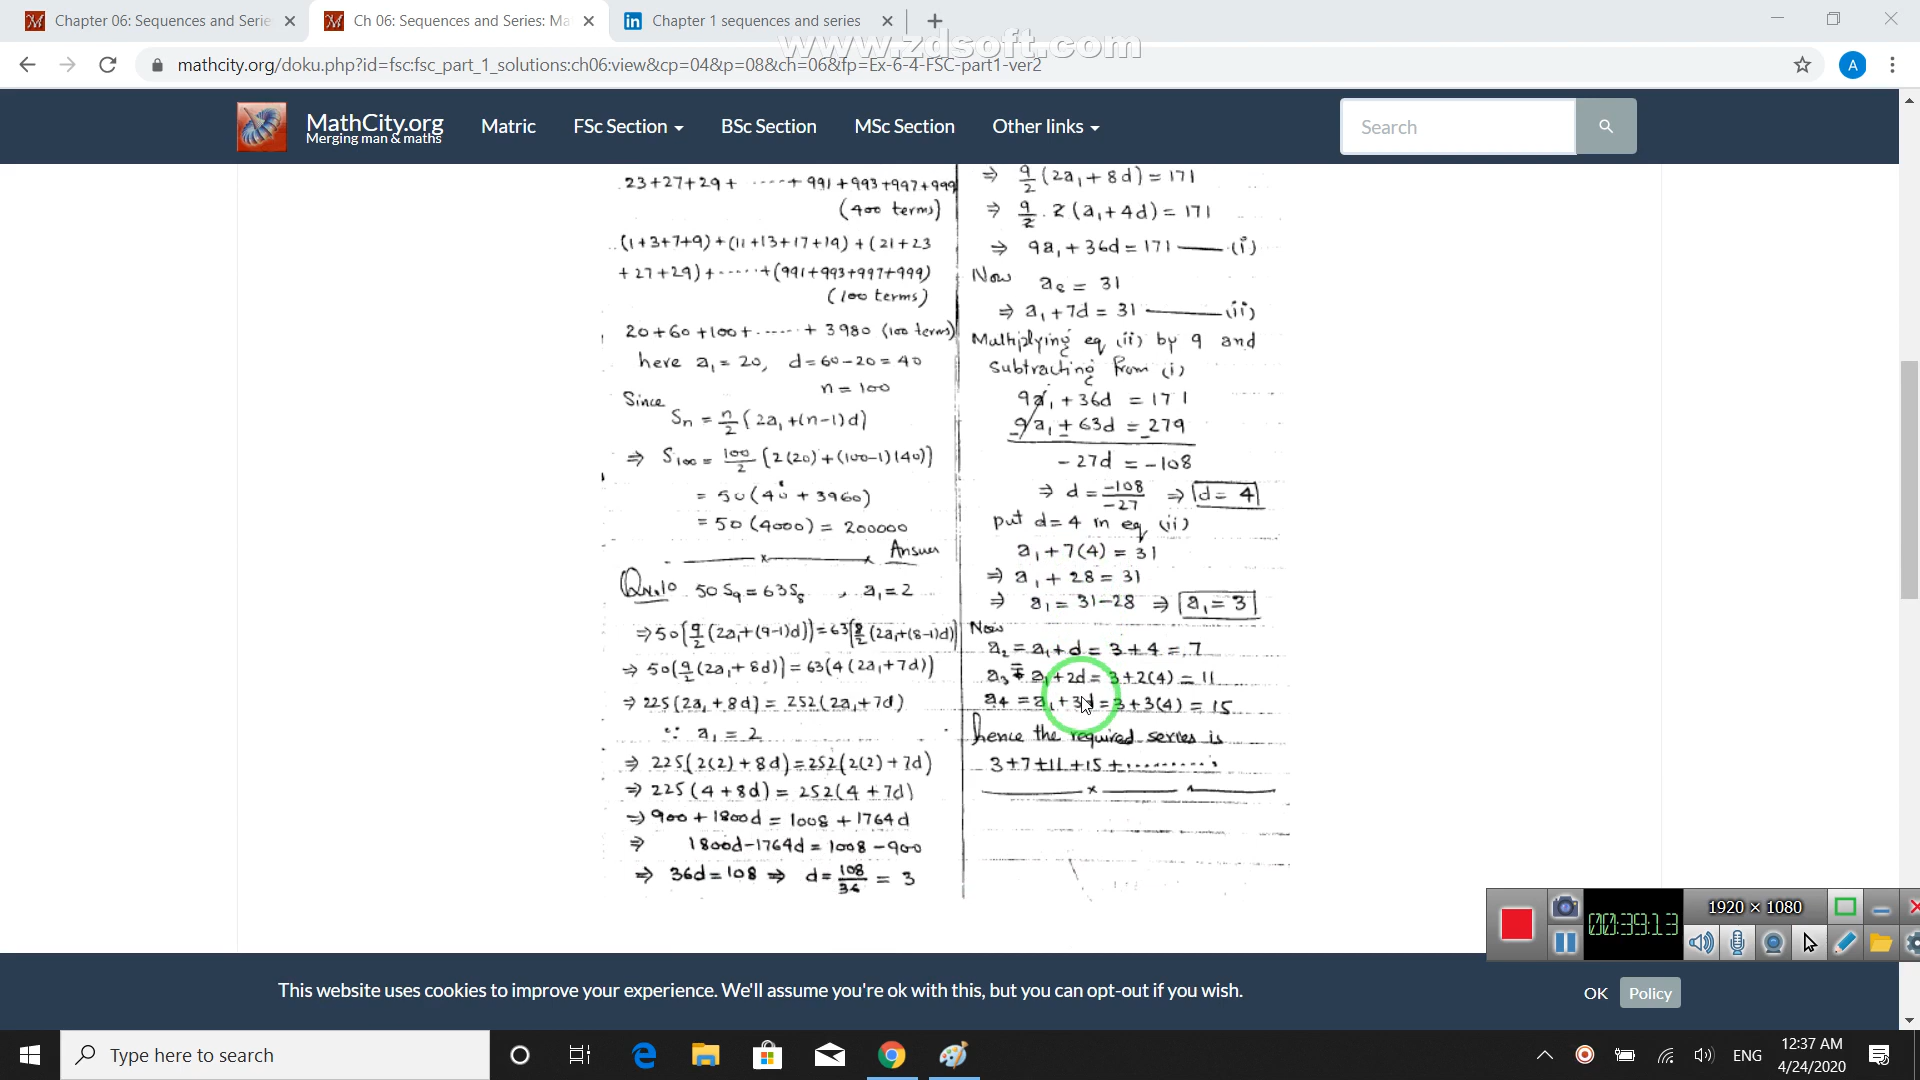 Chapter 06: Sequences and Serie
Ch 06: Sequences and Series: Ma
Chapter 1 sequences and series
www.zdsoft.com
mathcity.org/doku.php?id=fsc:fsc_part_1_solutions:ch06:view&cp=04&p=08&ch=06&fp=Ex-6-4-FSC-part1-ver2
A
MathCity.org
Merging man & maths
Matric
FSc Section
BSc Section
MSc Section
Other links
Search
23+27+29+ ·····+ 991+993+997+999
(400 terms)
(1+3+7+9)+(11+13+17+19)+(21+23
+27+29)+·····+(991+993+997+999)
(100 terms)
20+60+100+·····+ 3980 (100 terms)
here a₁ = 20, d=60-20=40
n = 100
Since
Sn = n/2 (2a₁+(n-1)d)
⇒ S₁₀₀ = 100/2 [2(20)+(100-1)(40)]
= 50(40 + 3960)
= 50(4000) = 200000
Answer
Qno.10 50S₉=63S₈ , a₁=2
⇒50[9/2(2a₁+(9-1)d)]=63[8/2(2a₁+(8-1)d)]
⇒ 50(9/2(2a₁+8d))=63(4(2a₁+7d))
⇒ 225(2a₁+8d) = 252(2a₁+7d)
∵ a₁ = 2
⇒ 225(2(2)+8d)=252(2(2)+7d)
⇒ 225(4+8d) = 252(4+7d)
⇒ 900+1800d = 1008+1764d
⇒ 1800d-1764d=1008-900
⇒ 36d=108 ⇒ d=108/36 = 3
⇒ 9/2 (2a₁+8d)=171
⇒ 9/2 . 2(a₁+4d)=171
⇒ 9a₁+36d=171 —— (i)
Now a₈ = 31
⇒ a₁+7d=31 ——— (ii)
Multiplying eq (ii) by 9 and
subtracting from (i)
9a₁+36d = 171
9a₁+63d = 279
-27d = -108
⇒ d=-108/-27 ⇒ d=4
put d=4 in eq (ii)
a₁+7(4) = 31
⇒ a₁+28=31
⇒ a₁=31-28 ⇒ a₁=3
Now
a₂ = a₁+d = 3+4 = 7
a₃ = a₁+2d = 3+2(4) = 11
a₄ = a₁+3d = 3+3(4) = 15
hence the required series is
3+7+11+15+··········
00:39:13
1920 × 1080
This website uses cookies to improve your experience. We'll assume you're ok with this, but you can opt-out if you wish.
OK
Policy
Type here to search
ENG
12:37 AM
4/24/2020